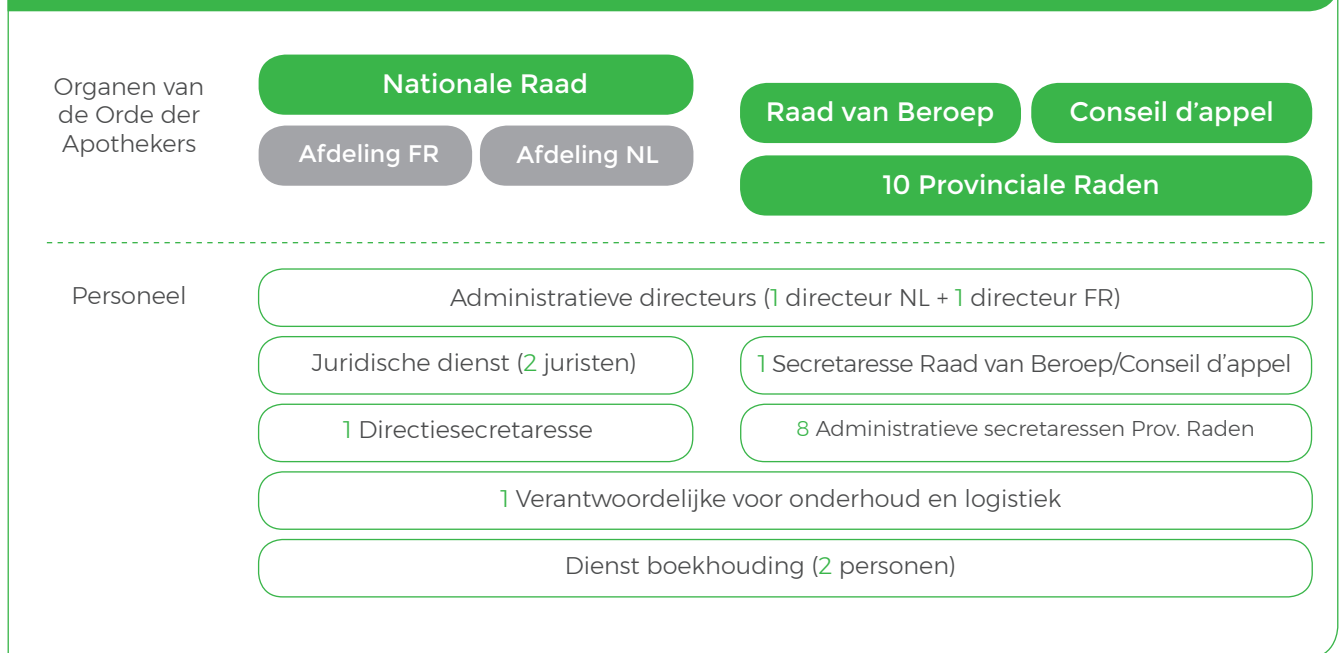 Organen van
de Orde der
Apothekers
Nationale Raad
Afdeling FR
Afdeling NL
Raad van Beroep
Conseil d'appel
10 Provinciale Raden
Personeel
Administratieve directeurs (1 directeur NL + 1 directeur FR)
Juridische dienst (2 juristen)
1 Secretaresse Raad van Beroep/Conseil d'appel
1 Directiesecretaresse
8 Administratieve secretaressen Prov. Raden
1 Verantwoordelijke voor onderhoud en logistiek
Dienst boekhouding (2 personen)